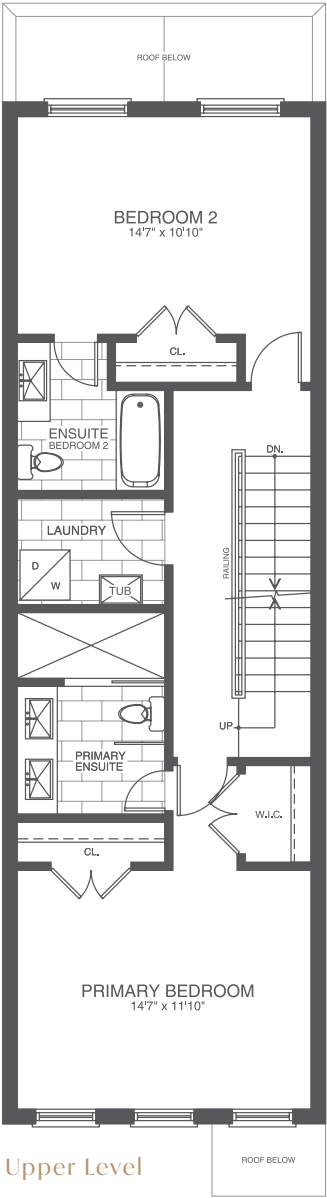 ROOF BELOW
BEDROOM 2
14'7" x 10'10"
CL.
ENSUITE
BEDROOM 2
DN.
LAUNDRY
D
W
TUB
RAILING
UP
PRIMARY
ENSUITE
W.I.C.
CL.
PRIMARY BEDROOM
14'7" x 11'10"
Upper Level
ROOF BELOW